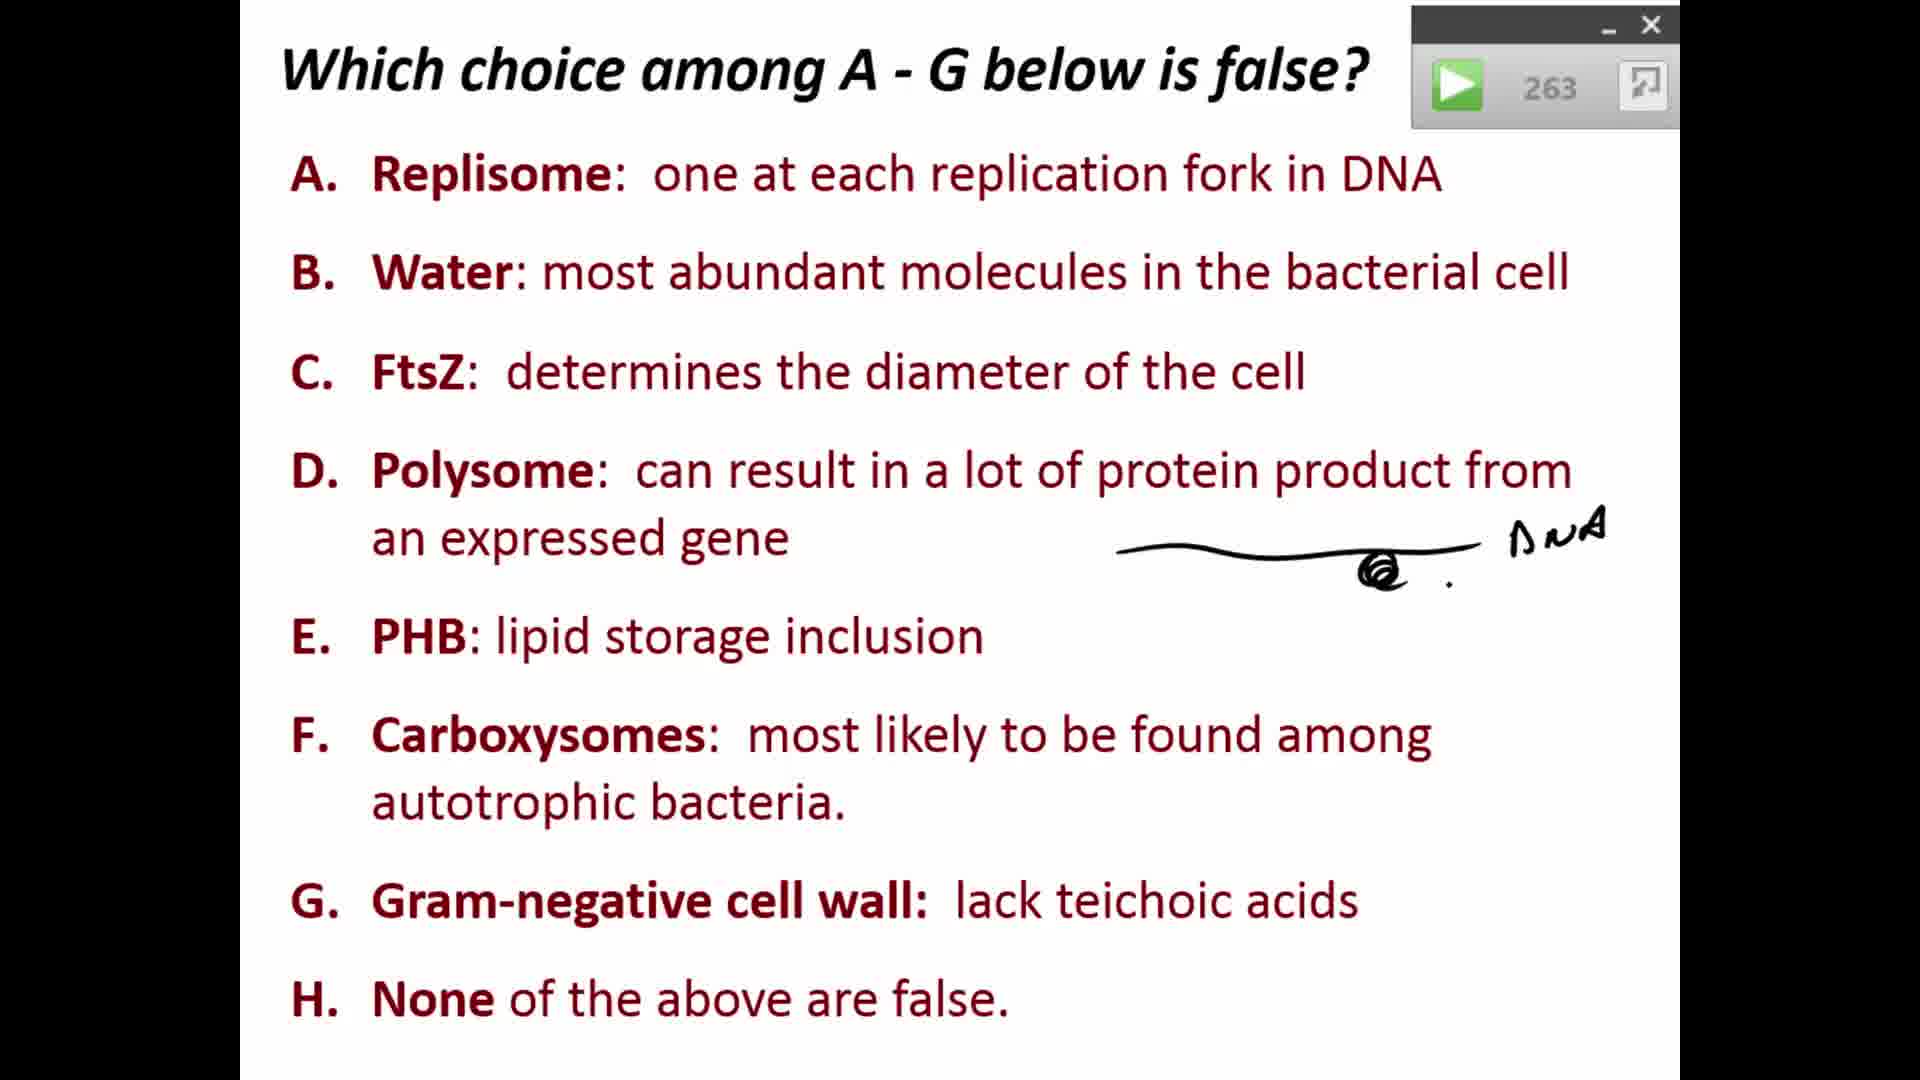 Which choice among A - G below is false?
263
A. Replisome: one at each replication fork in DNA
B. Water: most abundant molecules in the bacterial cell
C. FtsZ: determines the diameter of the cell
D. Polysome: can result in a lot of protein product from
an expressed gene
DNA
E. PHB: lipid storage inclusion
F. Carboxysomes: most likely to be found among
autotrophic bacteria.
G. Gram-negative cell wall: lack teichoic acids
H. None of the above are false.